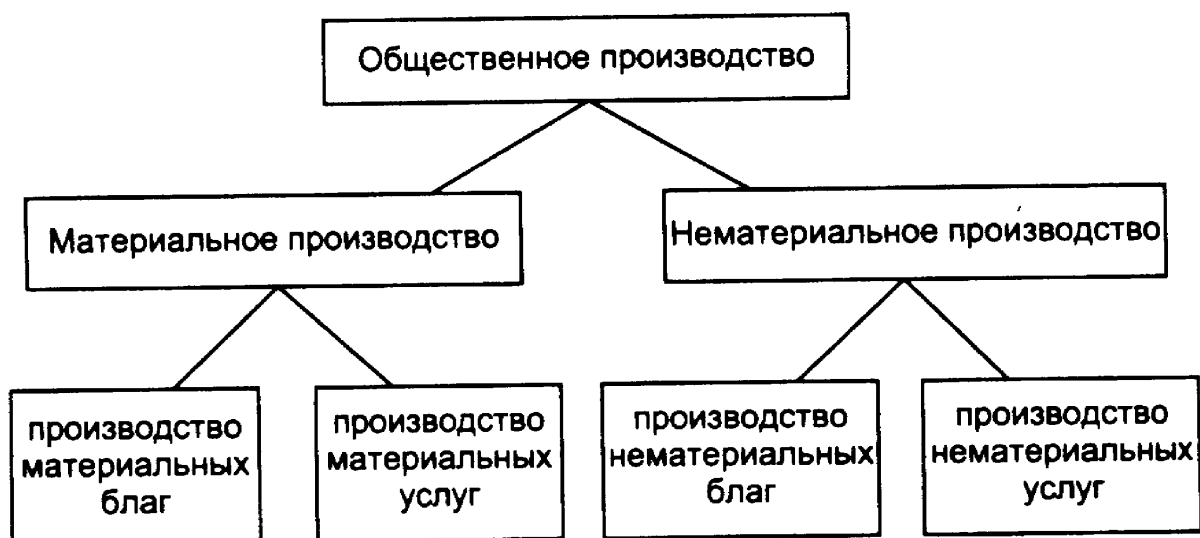 Общественное производство
Материальное производство
Нематериальное производство
производство
материальных
благ
производство
материальных
услуг
производство
нематериальных
благ
производство
нематериальных
услуг